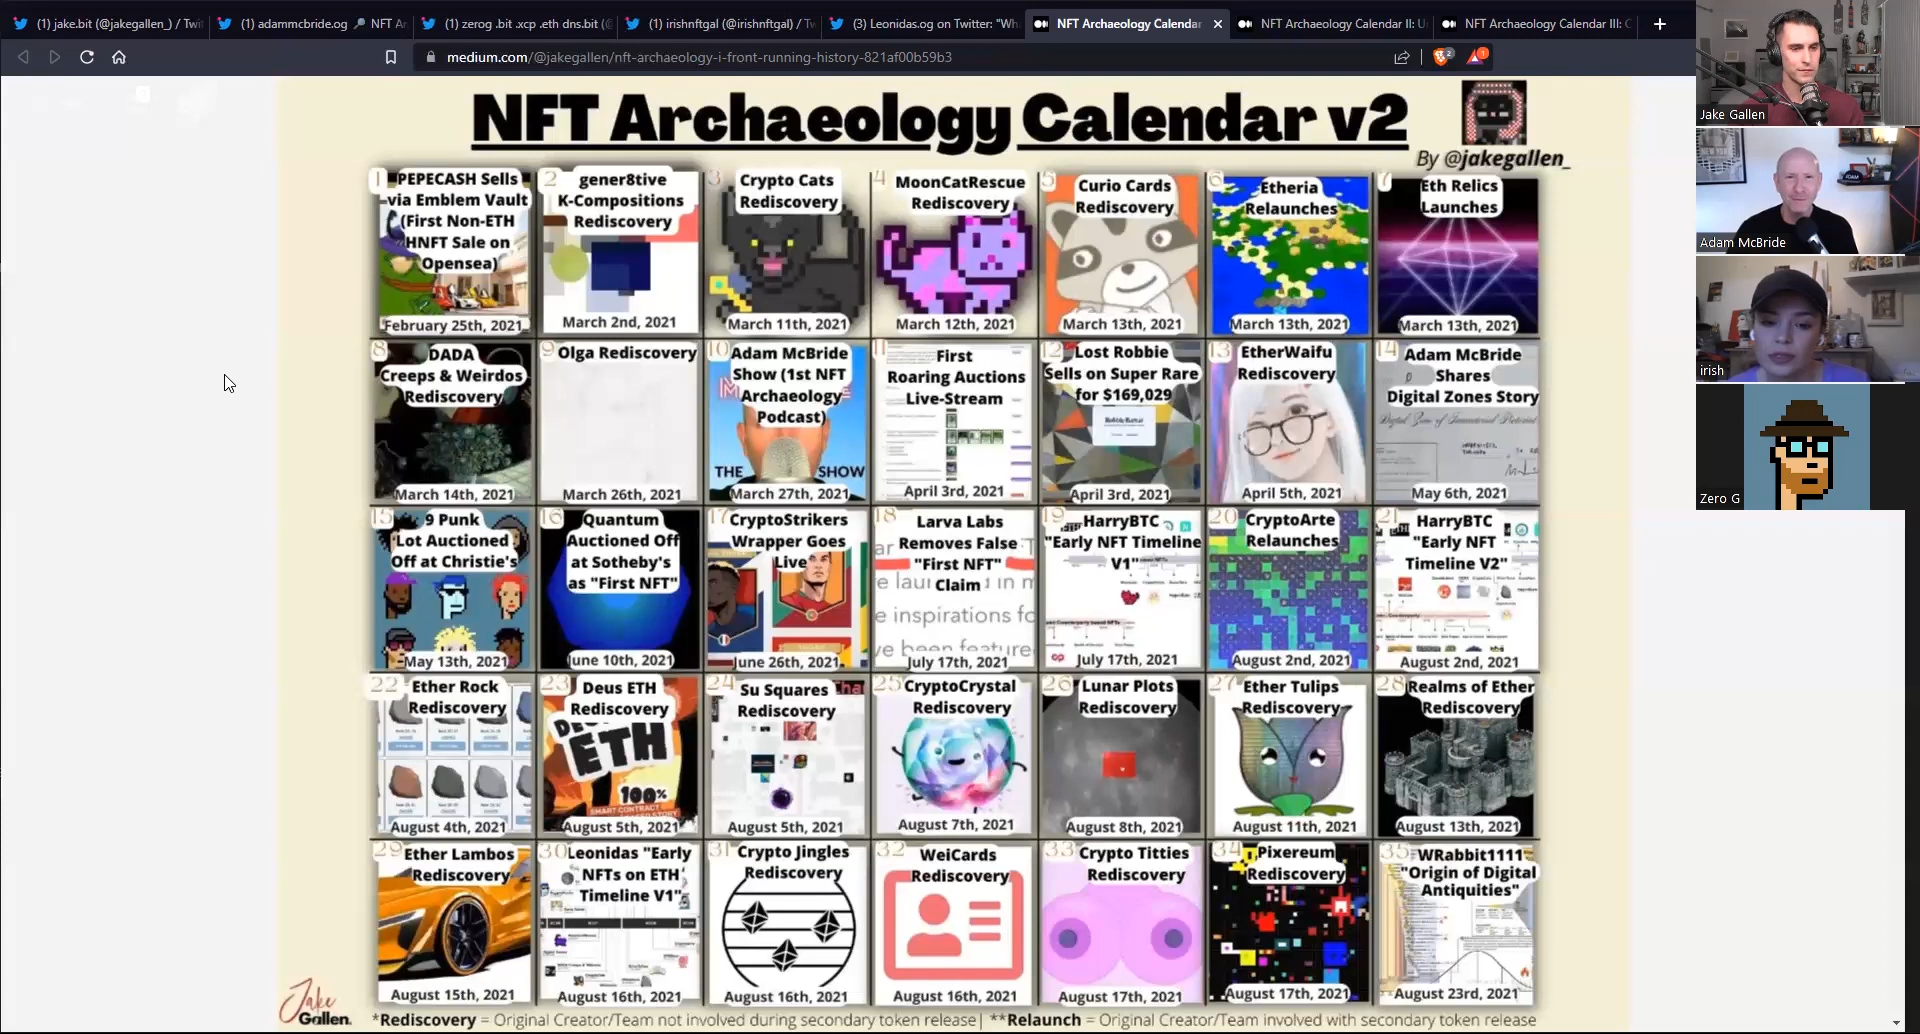 (1) jake.bit (@jakegallen_) / Twi
(1) adammcbride.og 🔎 NFT Ar
(1) zerog .bit .xcp .eth dns.bit (@
(1) irishnftgal (@irishnftgal) / Tw
(3) Leonidas.og on Twitter: "Wh
NFT Archaeology Calendar
NFT Archaeology Calendar II: U
NFT Archaeology Calendar III: C
medium.com/@jakegallen/nft-archaeology-i-front-running-history-821af00b59b3
2
1
NFT Archaeology Calendar v2
By @jakegallen_
1
PEPECASH Sells
via Emblem Vault
(First Non-ETH
HNFT Sale on
Opensea)
February 25th, 2021
2
gener8tive
K-Compositions
Rediscovery
March 2nd, 2021
3
Crypto Cats
Rediscovery
March 11th, 2021
4
MoonCatRescue
Rediscovery
March 12th, 2021
5
Curio Cards
Rediscovery
March 13th, 2021
6
Etheria
Relaunches
March 13th, 2021
7
Eth Relics
Launches
March 13th, 2021
8
DADA
Creeps & Weirdos
Rediscovery
March 14th, 2021
9
Olga Rediscovery
March 26th, 2021
10
Adam McBride
Show (1st NFT
Archaeology
Podcast)
THE SHOW
March 27th, 2021
11
First
Roaring Auctions
Live-Stream
April 3rd, 2021
12
Lost Robbie
Sells on Super Rare
for $169,029
April 3rd, 2021
13
EtherWaifu
Rediscovery
April 5th, 2021
14
Adam McBride
Shares
Digital Zones Story
May 6th, 2021
15
9 Punk
Lot Auctioned
Off at Christie's
May 13th, 2021
16
Quantum
Auctioned Off
at Sotheby's
as "First NFT"
June 10th, 2021
17
CryptoStrikers
Wrapper Goes
Live
June 26th, 2021
18
Larva Labs
Removes False
"First NFT"
Claim
e inspirations fo
ve been feature
July 17th, 2021
19
HarryBTC
"Early NFT Timeline
V1"
July 17th, 2021
20
CryptoArte
Relaunches
August 2nd, 2021
21
HarryBTC
"Early NFT
Timeline V2"
August 2nd, 2021
22
Ether Rock
Rediscovery
August 4th, 2021
23
Deus ETH
Rediscovery
DE
ETH
100%
August 5th, 2021
24
Su Squares
Rediscovery
August 5th, 2021
25
CryptoCrystal
Rediscovery
August 7th, 2021
26
Lunar Plots
Rediscovery
August 8th, 2021
27
Ether Tulips
Rediscovery
August 11th, 2021
28
Realms of Ether
Rediscovery
August 13th, 2021
29
Ether Lambos
Rediscovery
August 15th, 2021
30
Leonidas "Early
NFTs on ETH
Timeline V1"
August 16th, 2021
31
Crypto Jingles
Rediscovery
August 16th, 2021
32
WeiCards
Rediscovery
August 16th, 2021
33
Crypto Titties
Rediscovery
August 17th, 2021
34
Pixereum
Rediscovery
August 17th, 2021
35
WRabbit1111
"Origin of Digital
Antiquities"
August 23rd, 2021
Jake
Gallen.
*Rediscovery = Original Creator/Team not involved during secondary token release| **Relaunch = Original Creator/Team involved with secondary token release
Jake Gallen
Adam McBride
irish
Zero G